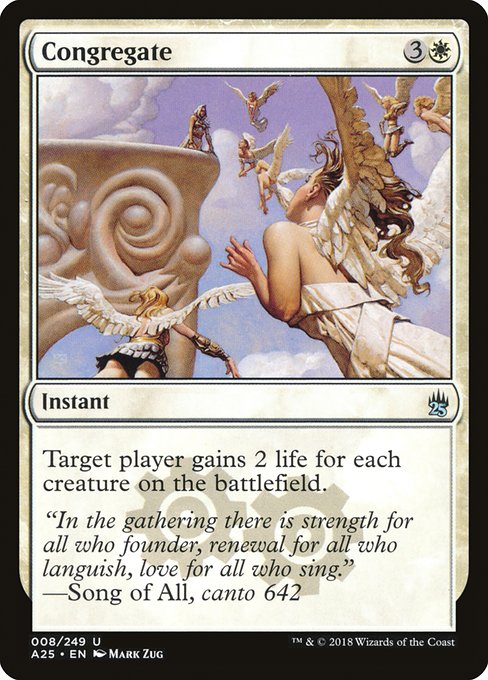 Congregate 3
Instant
25
Target player gains 2 life for each
creature on the battlefield.
“In the gathering there is strength for
all who founder, renewal for all who
languish, love for all who sing.”
—Song of All, canto 642
008/249 U
A25 • EN Mark Zug
™ & © 2018 Wizards of the Coast